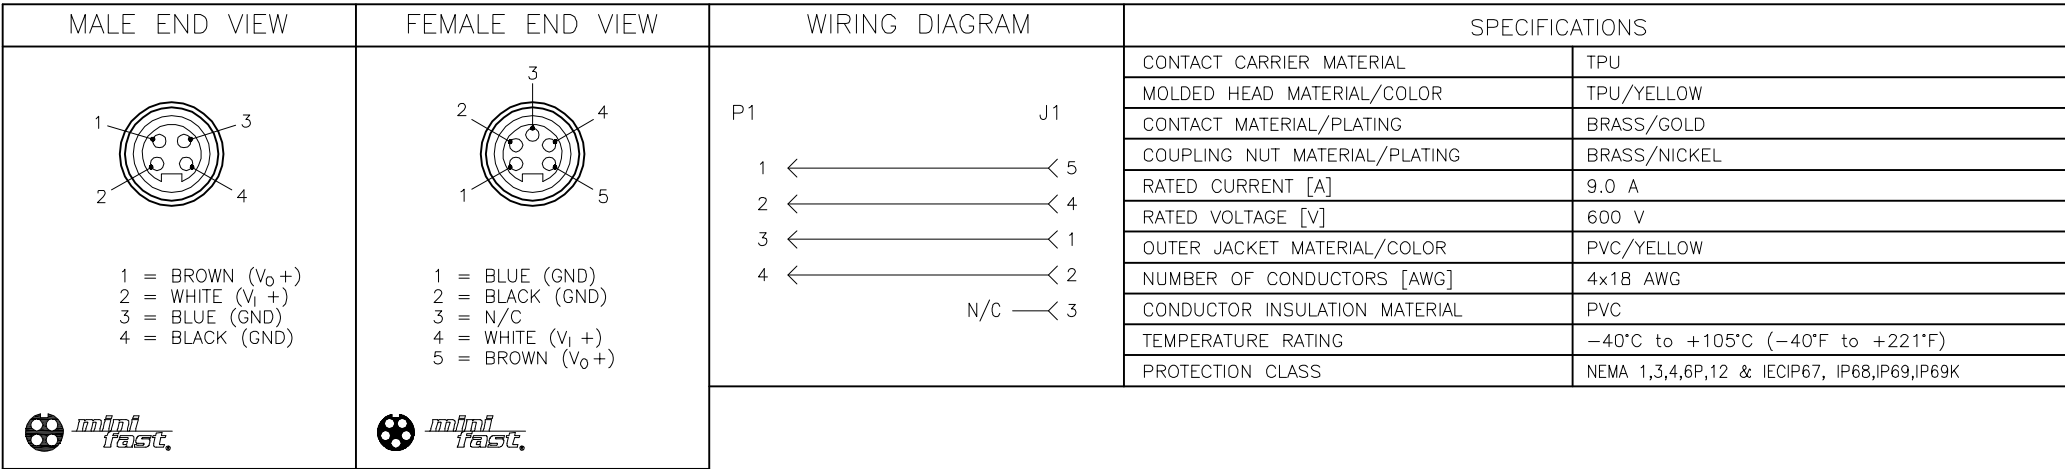 MALE END VIEW
FEMALE END VIEW
WIRING DIAGRAM
SPECIFICATIONS
1
3
2
4
1 = BROWN (VO+)
2 = WHITE (VI +)
3 = BLUE (GND)
4 = BLACK (GND)
mini
fast®
3
2
4
1
5
1 = BLUE (GND)
2 = BLACK (GND)
3 = N/C
4 = WHITE (VI +)
5 = BROWN (VO+)
mini
fast®
P1 J1
1 5
2 4
3 1
4 2
N/C 3
CONTACT CARRIER MATERIAL TPU
MOLDED HEAD MATERIAL/COLOR TPU/YELLOW
CONTACT MATERIAL/PLATING BRASS/GOLD
COUPLING NUT MATERIAL/PLATING BRASS/NICKEL
RATED CURRENT [A] 9.0 A
RATED VOLTAGE [V] 600 V
OUTER JACKET MATERIAL/COLOR PVC/YELLOW
NUMBER OF CONDUCTORS [AWG] 4x18 AWG
CONDUCTOR INSULATION MATERIAL PVC
TEMPERATURE RATING −40°C to +105°C (−40°F to +221°F)
PROTECTION CLASS NEMA 1,3,4,6P,12 & IECIP67, IP68,IP69,IP69K